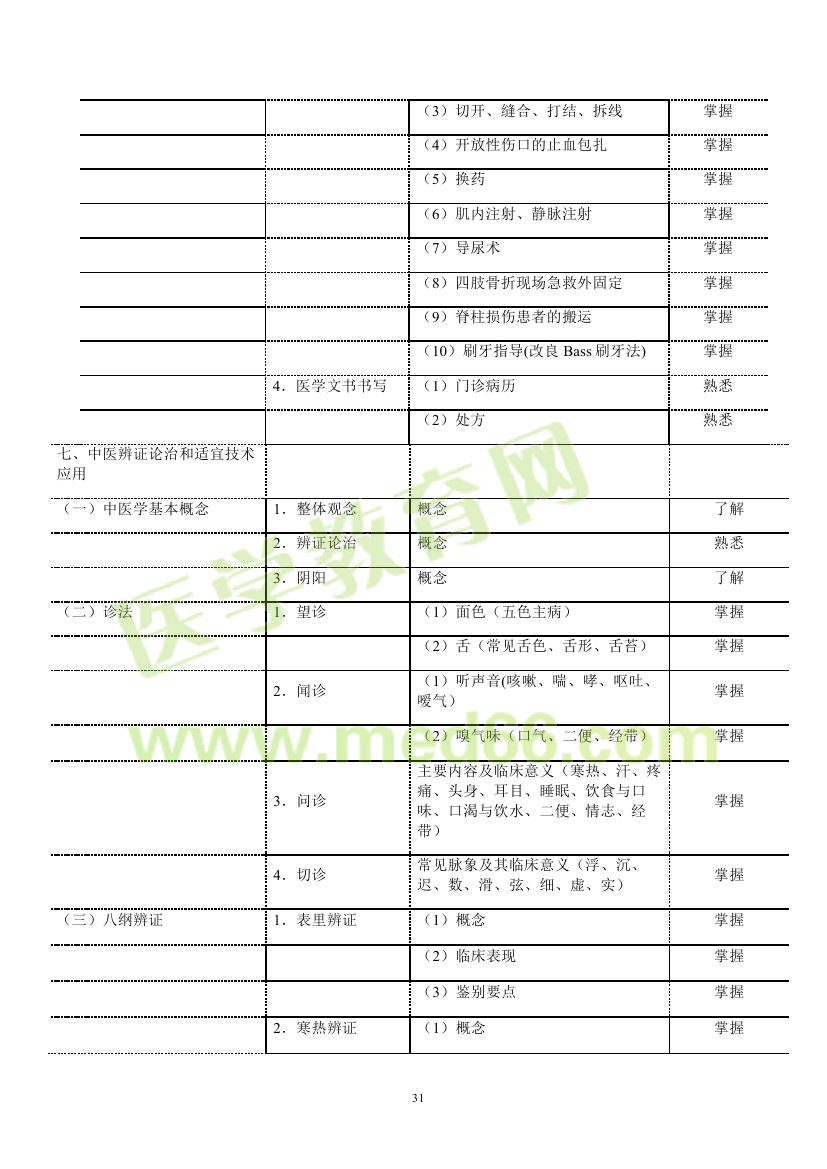 （3）切开、缝合、打结、拆线 掌握
（4）开放性伤口的止血包扎 掌握
（5）换药 掌握
（6）肌内注射、静脉注射 掌握
（7）导尿术 掌握
（8）四肢骨折现场急救外固定 掌握
（9）脊柱损伤患者的搬运 掌握
（10）刷牙指导(改良 Bass 刷牙法) 掌握
4．医学文书书写 （1）门诊病历 熟悉
（2）处方 熟悉
七、中医辨证论治和适宜技术
应用
（一）中医学基本概念 1．整体观念 概念 了解
2．辨证论治 概念 熟悉
3．阴阳 概念 了解
（二）诊法 1．望诊 （1）面色（五色主病） 掌握
（2）舌（常见舌色、舌形、舌苔） 掌握
2．闻诊 （1）听声音(咳嗽、喘、哮、呕吐、
嗳气） 掌握
（2）嗅气味（口气、二便、经带） 掌握
3．问诊 主要内容及临床意义（寒热、汗、疼
痛、头身、耳目、睡眠、饮食与口
味、口渴与饮水、二便、情志、经
带） 掌握
4．切诊 常见脉象及其临床意义（浮、沉、
迟、数、滑、弦、细、虚、实） 掌握
（三）八纲辨证 1．表里辨证 （1）概念 掌握
（2）临床表现 掌握
（3）鉴别要点 掌握
2．寒热辨证 （1）概念 掌握
医学教育网
www.med66.com
31